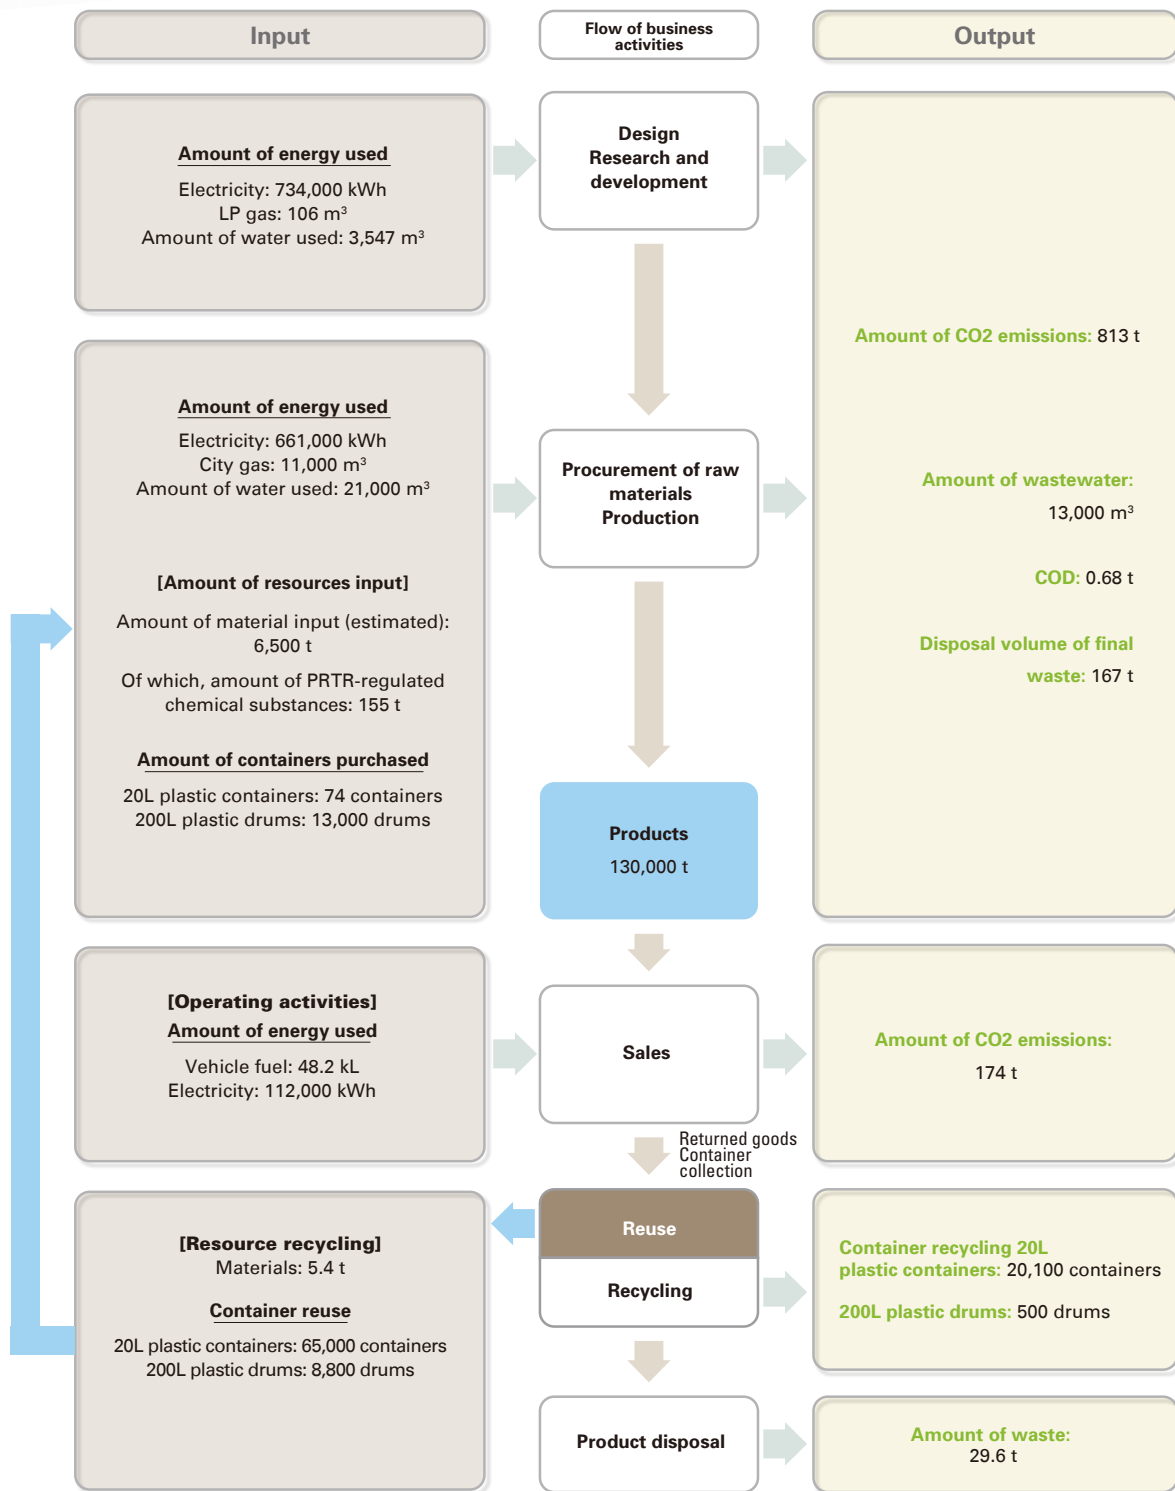 Input
Flow of business
activities
Output
Amount of energy used
Electricity: 734,000 kWh
LP gas: 106 m³
Amount of water used: 3,547 m³
Design
Research and
development
Amount of CO2 emissions: 813 t
Amount of energy used
Electricity: 661,000 kWh
City gas: 11,000 m³
Amount of water used: 21,000 m³
[Amount of resources input]
Amount of material input (estimated):
6,500 t
Of which, amount of PRTR-regulated
chemical substances: 155 t
Amount of containers purchased
20L plastic containers: 74 containers
200L plastic drums: 13,000 drums
Procurement of raw
materials
Production
Amount of wastewater:
13,000 m³
COD: 0.68 t
Disposal volume of final
waste: 167 t
Products
130,000 t
[Operating activities]
Amount of energy used
Vehicle fuel: 48.2 kL
Electricity: 112,000 kWh
Sales
Amount of CO2 emissions:
174 t
Returned goods
Container
collection
[Resource recycling]
Materials: 5.4 t
Container reuse
20L plastic containers: 65,000 containers
200L plastic drums: 8,800 drums
Reuse
Recycling
Container recycling 20L
plastic containers: 20,100 containers
200L plastic drums: 500 drums
Product disposal
Amount of waste:
29.6 t